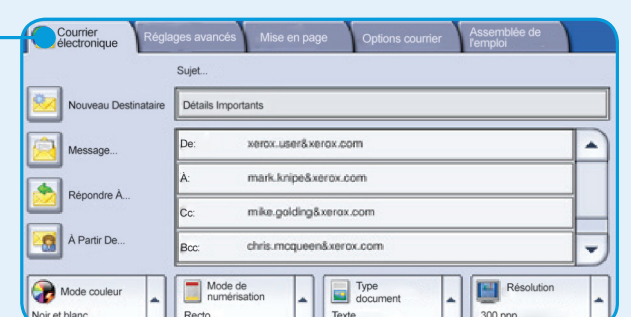 Courrier
électronique
Réglages avancés
Mise en page
Options courrier
Assemblée de
l'emploi
Sujet...
Nouveau Destinataire
Détails Importants
Message...
De: xerox.user&xerox.com
À: mark.knipe&xerox.com
Répondre À...
Cc: mike.golding&xerox.com
À Partir De...
Bcc: chris.mcqueen&xerox.com
Mode couleur
Noir et blanc
Mode de
numérisation
Recto
Type
document
Texte
Résolution
300 ppp